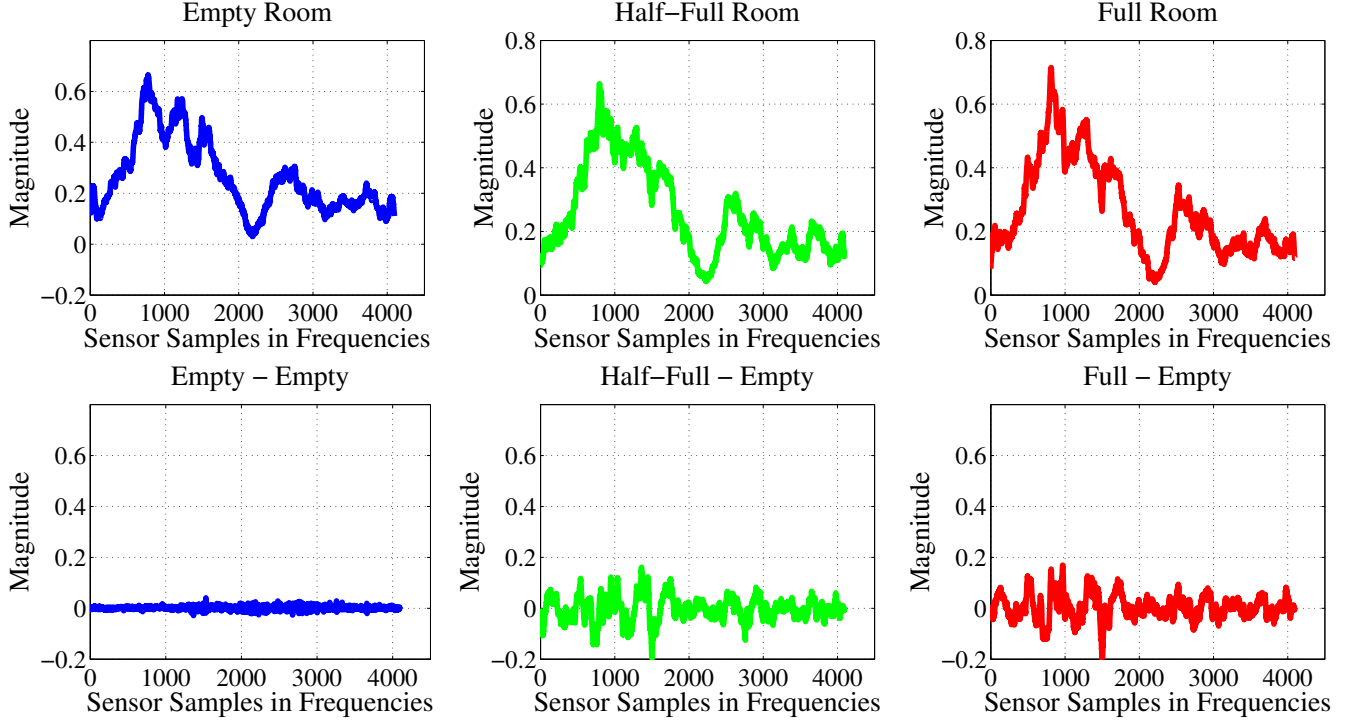 Empty Room
Half−Full Room
Full Room
Magnitude
0.6
0.4
0.2
0
−0.2
0 1000 2000 3000 4000
Sensor Samples in Frequencies
Magnitude
0.8
0.6
0.4
0.2
0
0 1000 2000 3000 4000
Sensor Samples in Frequencies
Magnitude
0.8
0.6
0.4
0.2
0
0 1000 2000 3000 4000
Sensor Samples in Frequencies
Empty − Empty
Half−Full − Empty
Full − Empty
Magnitude
0.6
0.4
0.2
0
−0.2
0 1000 2000 3000 4000
Sensor Samples in Frequencies
Magnitude
0.6
0.4
0.2
0
−0.2
0 1000 2000 3000 4000
Sensor Samples in Frequencies
Magnitude
0.6
0.4
0.2
0
−0.2
0 1000 2000 3000 4000
Sensor Samples in Frequencies